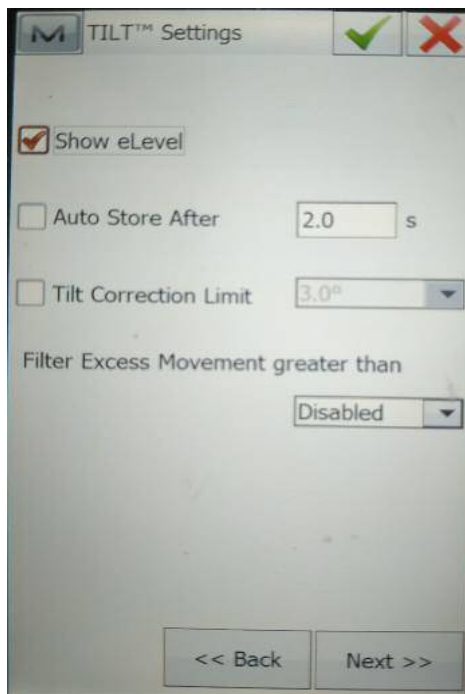 TILT™ Settings
Show eLevel
Auto Store After 2.0 s
Tilt Correction Limit 3.0º
Filter Excess Movement greater than
Disabled
<< Back Next >>